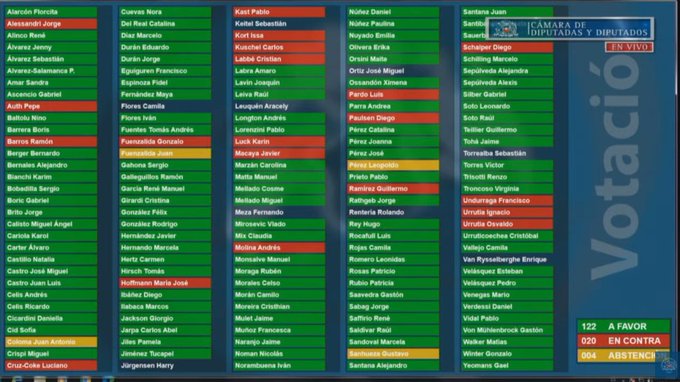 Alarcón Florcita
Alessandri Jorge
Alinco René
Álvarez Jenny
Álvarez Sebastián
Alvarez-Salamanca P.
Amar Sandra
Ascencio Gabriel
Auth Pepe
Baltolu Nino
Barrera Boris
Barros Ramón
Berger Bernardo
Bernales Alejandro
Bianchi Karim
Bobadilla Sergio
Boric Gabriel
Brito Jorge
Calisto Miguel Ángel
Cariola Karol
Carter Álvaro
Castillo Natalia
Castro José Miguel
Castro Juan Luis
Celis Andrés
Celis Ricardo
Cicardini Daniella
Cid Sofía
Coloma Juan Antonio
Crispi Miguel
Cruz-Coke Luciano
Cuevas Nora
Del Real Catalina
Díaz Marcelo
Durán Eduardo
Durán Jorge
Eguiguren Francisco
Espinoza Fidel
Fernández Maya
Flores Camila
Flores Iván
Fuentes Tomás Andrés
Fuenzalida Gonzalo
Fuenzalida Juan
Gahona Sergio
Galleguillos Ramón
García René Manuel
Girardi Cristina
González Félix
González Rodrigo
Hernández Javier
Hernando Marcela
Hertz Carmen
Hirsch Tomás
Hoffmann María José
Ibáñez Diego
Ilabaca Marcos
Jackson Giorgio
Jarpa Carlos Abel
Jiles Pamela
Jiménez Tucapel
Jürgensen Harry
Kast Pablo
Keitel Sebastián
Kort Issa
Kuschel Carlos
Labbé Cristian
Labra Amaro
Lavín Joaquín
Leiva Raúl
Leuquén Aracely
Longton Andrés
Lorenzini Pablo
Luck Karin
Macaya Javier
Marzán Carolina
Matta Manuel
Mellado Cosme
Mellado Miguel
Meza Fernando
Mirosevic Vlado
Mix Claudia
Molina Andrés
Monsalve Manuel
Moraga Rubén
Morales Celso
Morán Camilo
Moreira Cristhian
Mulet Jaime
Muñoz Francesca
Naranjo Jaime
Noman Nicolás
Norambuena Iván
Núñez Daniel
Núñez Paulina
Nuyado Emilia
Olivera Erika
Orsini Maite
Ortiz José Miguel
Ossandón Ximena
Pardo Luis
Parra Andrea
Paulsen Diego
Pérez Catalina
Pérez Joanna
Pérez José
Pérez Leopoldo
Prieto Pablo
Ramírez Guillermo
Rathgeb Jorge
Rentería Rolando
Rey Hugo
Rocafull Luis
Rojas Camila
Romero Leonidas
Rosas Patricio
Rubio Patricio
Saavedra Gastón
Sabag Jorge
Saffirio René
Saldívar Raúl
Sandoval Marcela
Sanhueza Gustavo
Santana Alejandro
Santana Juan
Schalper Diego
Schilling Marcelo
Sepúlveda Alejandra
Sepúlveda Alexis
Silber Gabriel
Soto Leonardo
Soto Raúl
Teillier Guillermo
Tohá Jaime
Torrealba Sebastián
Torres Víctor
Trisotti Renzo
Troncoso Virginia
Undurraga Francisco
Urrutia Ignacio
Urrutia Osvaldo
Urruticoechea Cristóbal
Vallejo Camila
Van Rysselberghe Enrique
Velásquez Esteban
Velásquez Pedro
Venegas Mario
Verdessi Daniel
Vidal Pablo
Von Mühlenbrock Gastón
Walker Matías
Winter Gonzalo
Yeomans Gael
CÁMARA DE
DIPUTADAS Y DIPUTADOS
EN VIVO
Votació
122 A FAVOR
020 EN CONTRA
004 ABSTENCIÓN